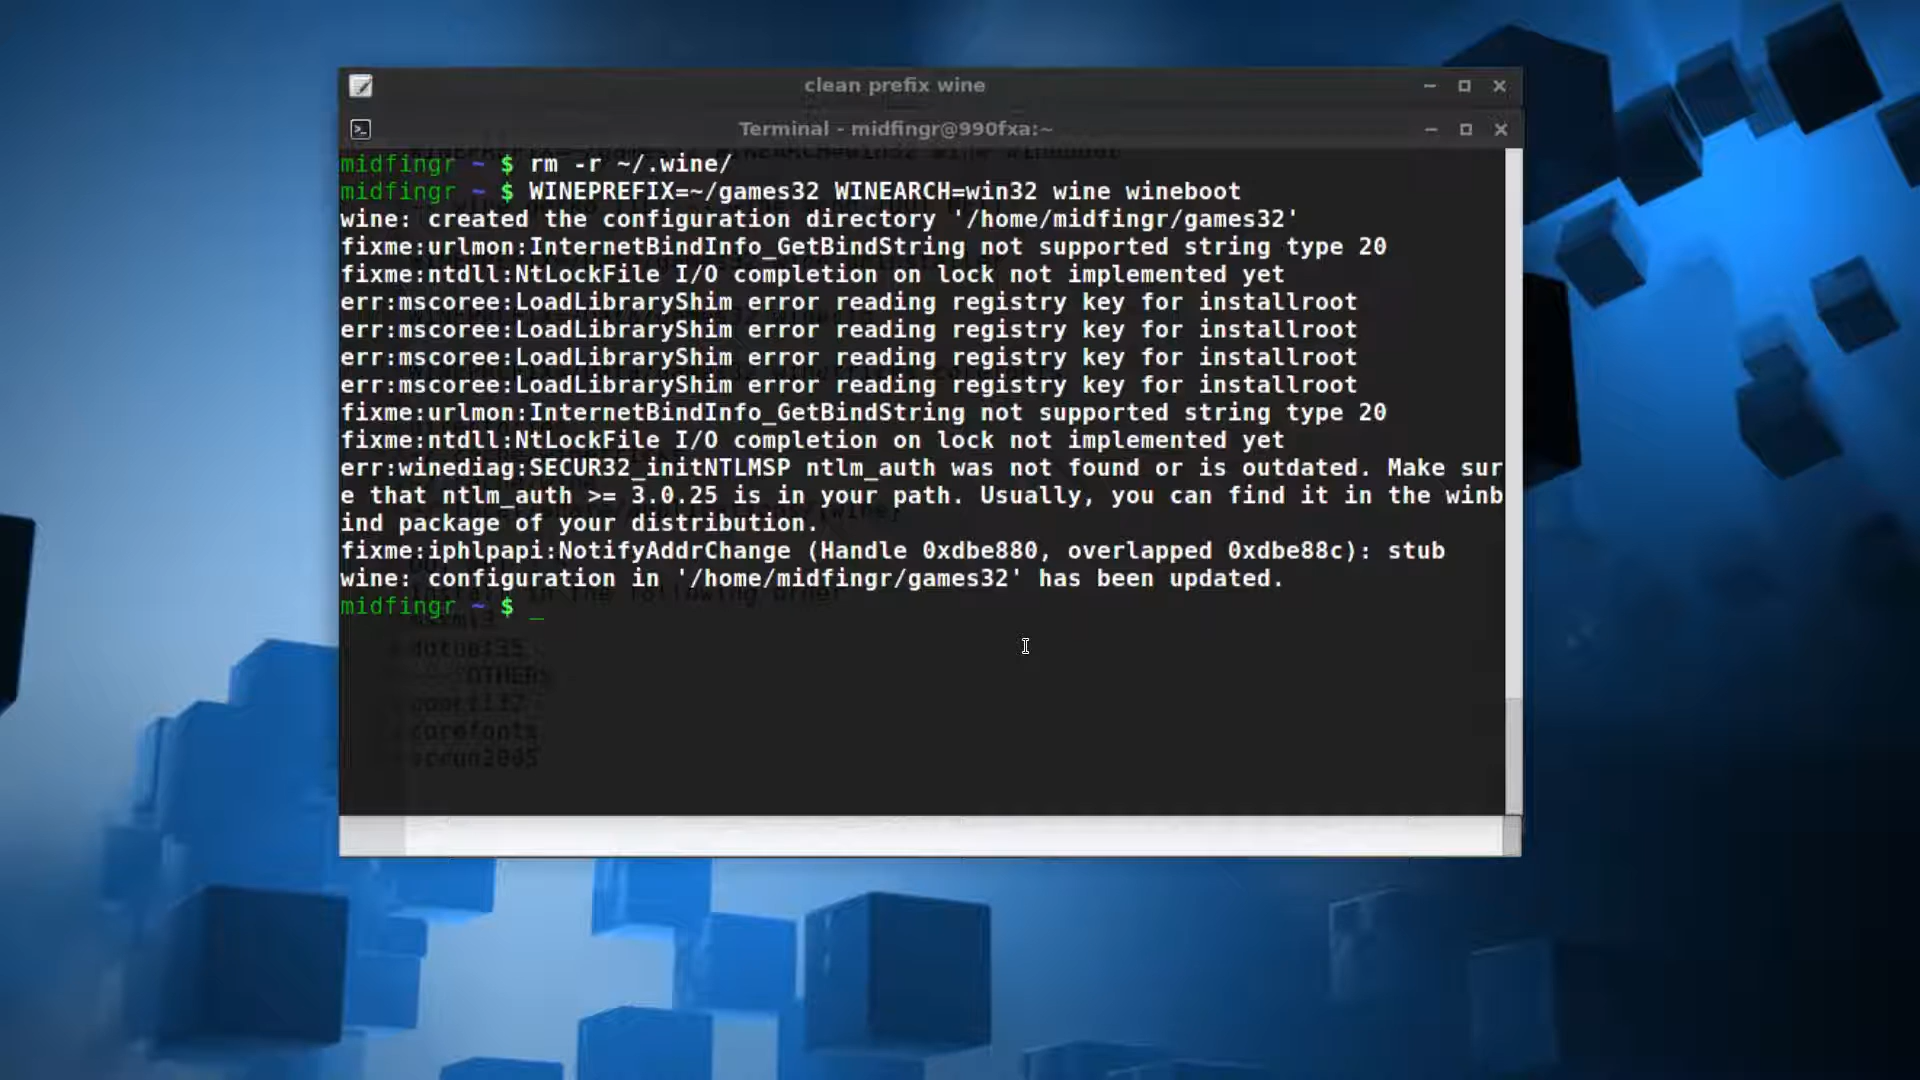 clean prefix wine
Terminal - midfingr@990fxa:~
midfingr ~ $ rm -r ~/.wine/
midfingr ~ $ WINEPREFIX=~/games32 WINEARCH=win32 wine wineboot
wine: created the configuration directory '/home/midfingr/games32'
fixme:urlmon:InternetBindInfo_GetBindString not supported string type 20
fixme:ntdll:NtLockFile I/O completion on lock not implemented yet
err:mscoree:LoadLibraryShim error reading registry key for installroot
err:mscoree:LoadLibraryShim error reading registry key for installroot
err:mscoree:LoadLibraryShim error reading registry key for installroot
err:mscoree:LoadLibraryShim error reading registry key for installroot
fixme:urlmon:InternetBindInfo_GetBindString not supported string type 20
fixme:ntdll:NtLockFile I/O completion on lock not implemented yet
err:winediag:SECUR32_initNTLMSP ntlm_auth was not found or is outdated. Make sur
e that ntlm_auth >= 3.0.25 is in your path. Usually, you can find it in the winb
ind package of your distribution.
fixme:iphlpapi:NotifyAddrChange (Handle 0xdbe880, overlapped 0xdbe88c): stub
wine: configuration in '/home/midfingr/games32' has been updated.
midfingr ~ $ _
OTHERS
corefonts